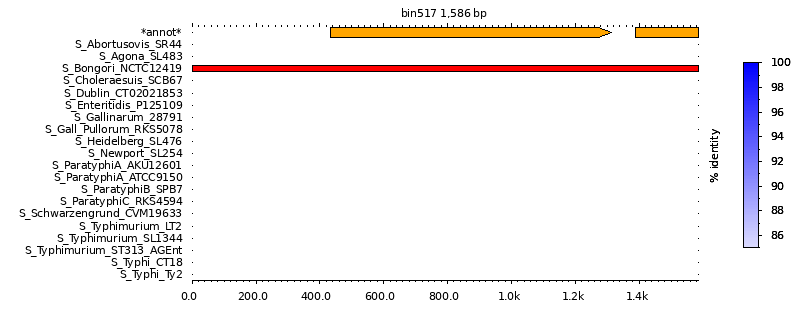 bin517 1,586 bp
*annot*
S_Abortusovis_SR44
S_Agona_SL483
S_Bongori_NCTC12419
S_Choleraesuis_SCB67
S_Dublin_CT02021853
S_Enteritidis_P125109
S_Gallinarum_28791
S_Gall_Pullorum_RKS5078
S_Heidelberg_SL476
S_Newport_SL254
S_ParatyphiA_AKU12601
S_ParatyphiA_ATCC9150
S_ParatyphiB_SPB7
S_ParatyphiC_RKS4594
S_Schwarzengrund_CVM19633
S_Typhimurium_LT2
S_Typhimurium_SL1344
S_Typhimurium_ST313_AGEnt
S_Typhi_CT18
S_Typhi_Ty2
0.0 200.0 400.0 600.0 800.0 1.0k 1.2k 1.4k
% identity
100
98
96
94
92
90
88
86